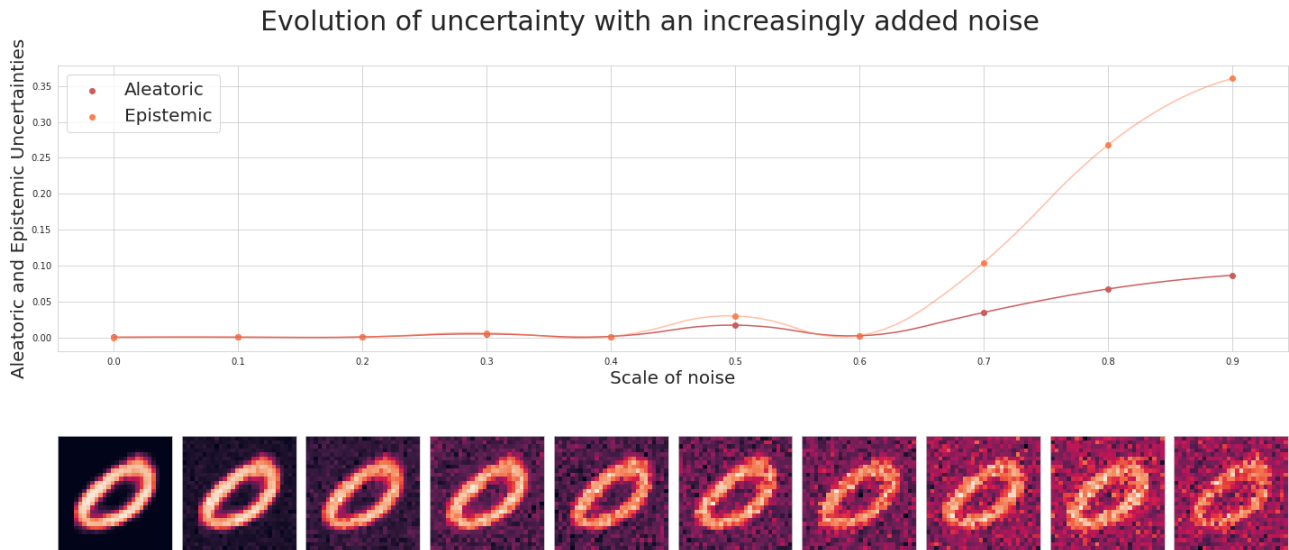 Evolution of uncertainty with an increasingly added noise
Aleatoric and Epistemic Uncertainties
Aleatoric
Epistemic
0.35
0.30
0.25
0.20
0.15
0.10
0.05
0.00
0.0 0.1 0.2 0.3 0.4 0.5 0.6 0.7 0.8 0.9
Scale of noise